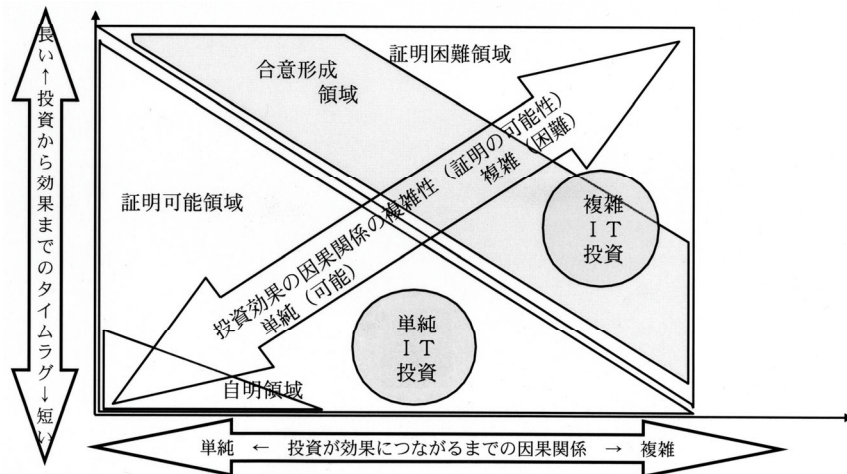 長い←投資から効果までのタイムラグ→短い
証明困難領域
合意形成
領域
証明可能領域
投資効果の因果関係の複雑性（証明の可能性）
単純（可能）
複雑（困難）
複雑
ＩＴ
投資
単純
ＩＴ
投資
自明領域
単純 ← 投資が効果につながるまでの因果関係 → 複雑